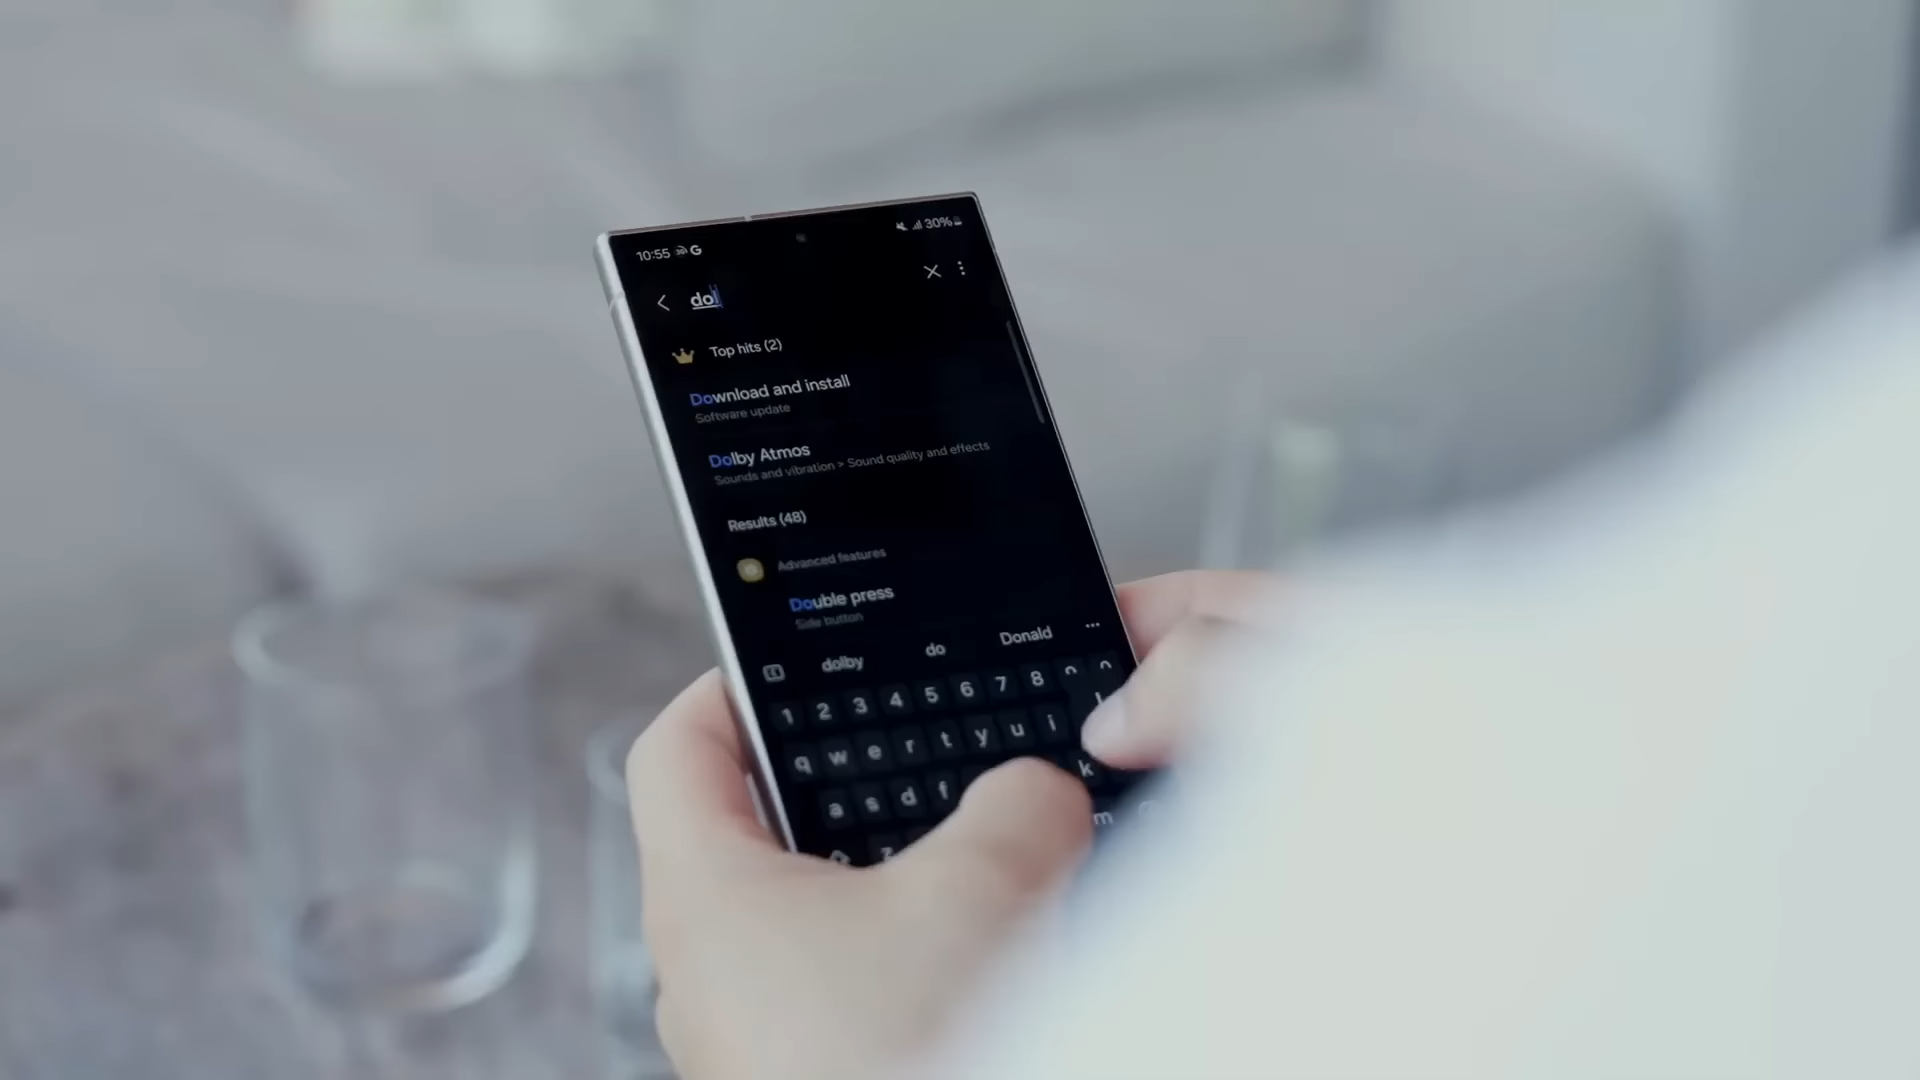 10:55 G 30%
dol
Top hits (2)
Download and install
Software update
Dolby Atmos
Sounds and vibration > Sound quality and effects
Results (48)
Advanced features
Double press
Side button
dolby do Donald ...
1 2 3 4 5 6 7 8
q w e r t y u i
a s d f k
z m